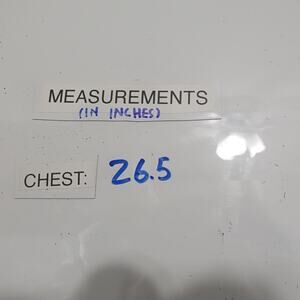 MEASUREMENTS
(IN INCHES)
CHEST: 26.5